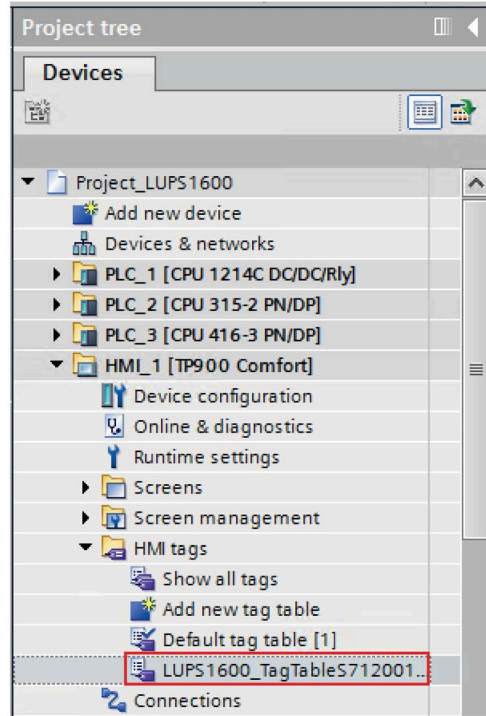 Project tree
Devices
Project_LUPS1600
Add new device
Devices & networks
PLC_1 [CPU 1214C DC/DC/Rly]
PLC_2 [CPU 315-2 PN/DP]
PLC_3 [CPU 416-3 PN/DP]
HMI_1 [TP900 Comfort]
Device configuration
Online & diagnostics
Runtime settings
Screens
Screen management
HMI tags
Show all tags
Add new tag table
Default tag table [1]
LUPS1600_TagTableS712001..
Connections